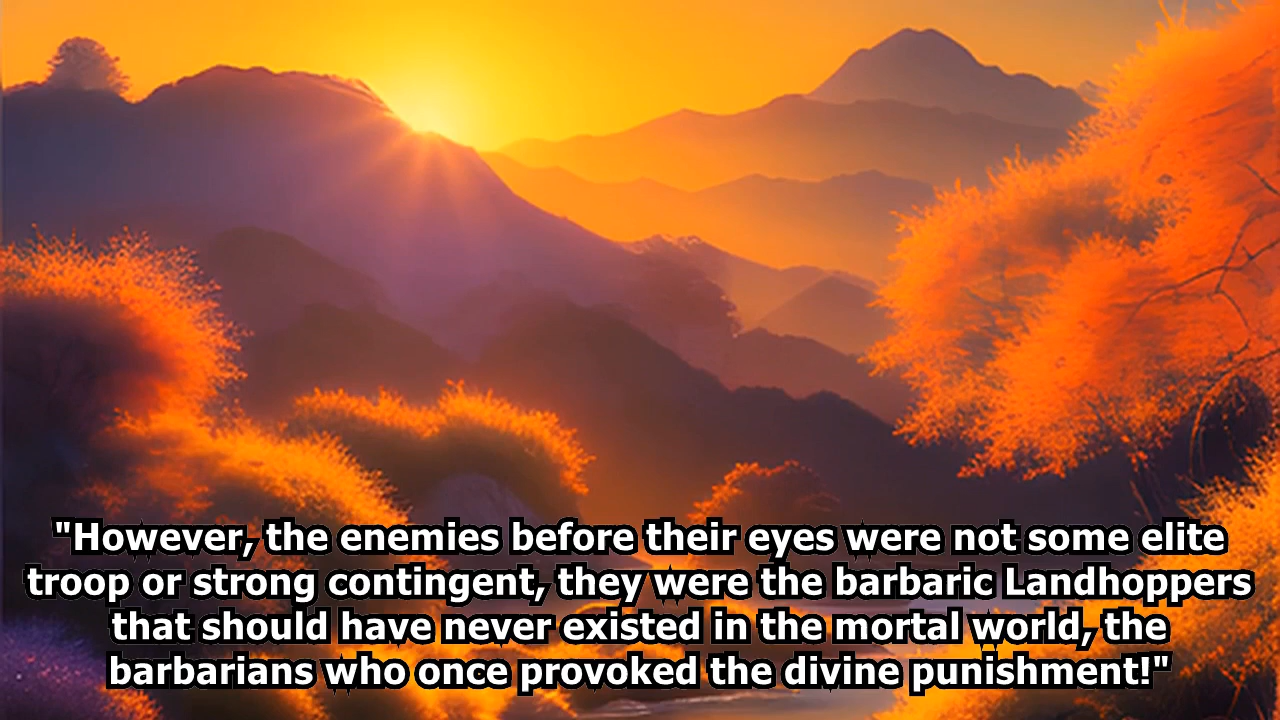 "However, the enemies before their eyes were not some elite
troop or strong contingent, they were the barbaric Landhoppers
that should have never existed in the mortal world, the
barbarians who once provoked the divine punishment!"